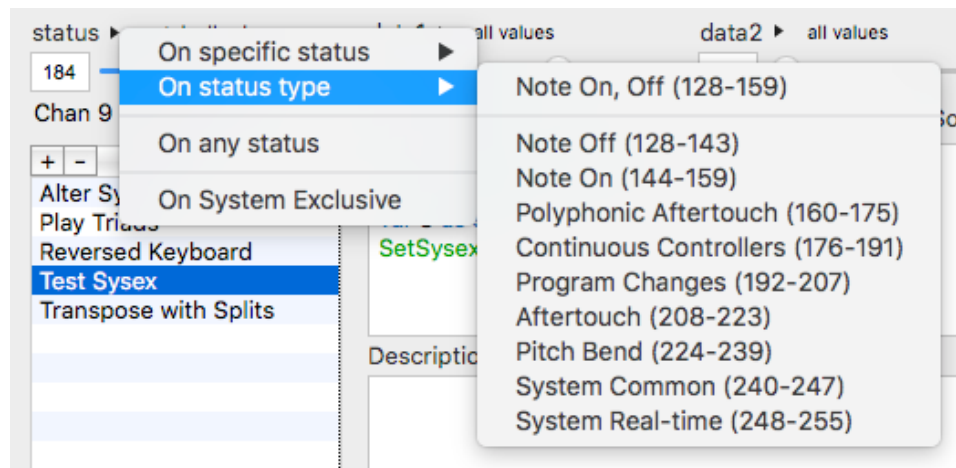 status ▶
all values
data2 ▶ all values
184
Chan 9
+ -
Alter Sy
Play Triads
Reversed Keyboard
Test Sysex
Transpose with Splits
On specific status ▶
On status type ▶
On any status
On System Exclusive
SetSysex
Descriptio
Note On, Off (128-159)
Note Off (128-143)
Note On (144-159)
Polyphonic Aftertouch (160-175)
Continuous Controllers (176-191)
Program Changes (192-207)
Aftertouch (208-223)
Pitch Bend (224-239)
System Common (240-247)
System Real-time (248-255)